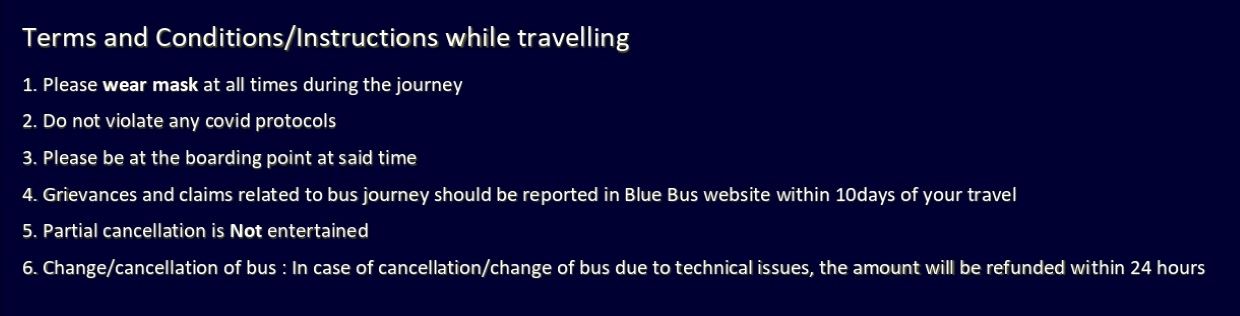 Terms and Conditions/Instructions while travelling
1. Please wear mask at all times during the journey
2. Do not violate any covid protocols
3. Please be at the boarding point at said time
4. Grievances and claims related to bus journey should be reported in Blue Bus website within 10days of your travel
5. Partial cancellation is Not entertained
6. Change/cancellation of bus : In case of cancellation/change of bus due to technical issues, the amount will be refunded within 24 hours